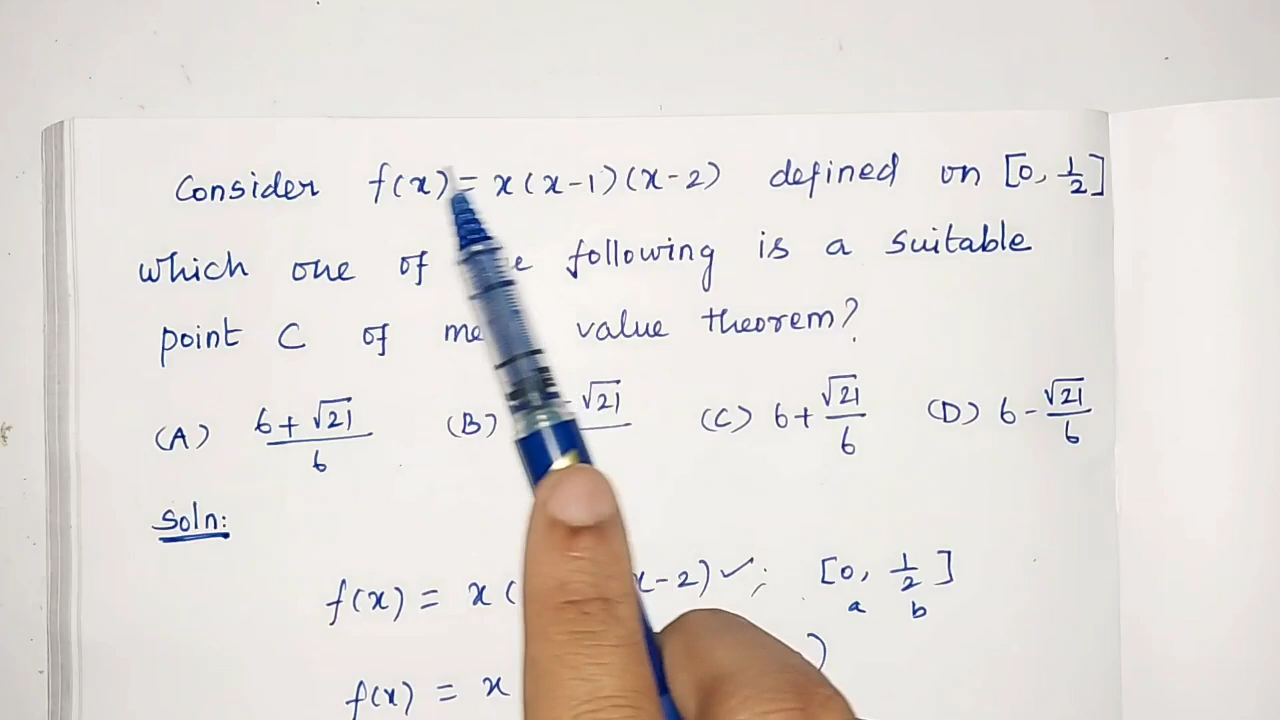 Consider f(x) = x(x-1)(x-2) defined on [0, 1/2]
which one of following is a suitable
point C of value theorem?
(A) 6+√21/6 (B) -√21 (C) 6+√21/6 (D) 6-√21/6
Soln:
f(x) = x( x-2) ✓; [0, 1/2]
a b
f(x) = x )